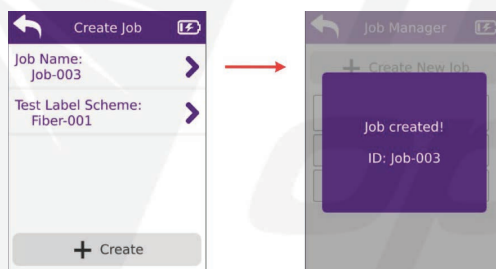 Create Job
Job Name:
Job-003
Test Label Scheme:
Fiber-001
+ Create
Job Manager
+ Create New Job
Job created!
ID: Job-003